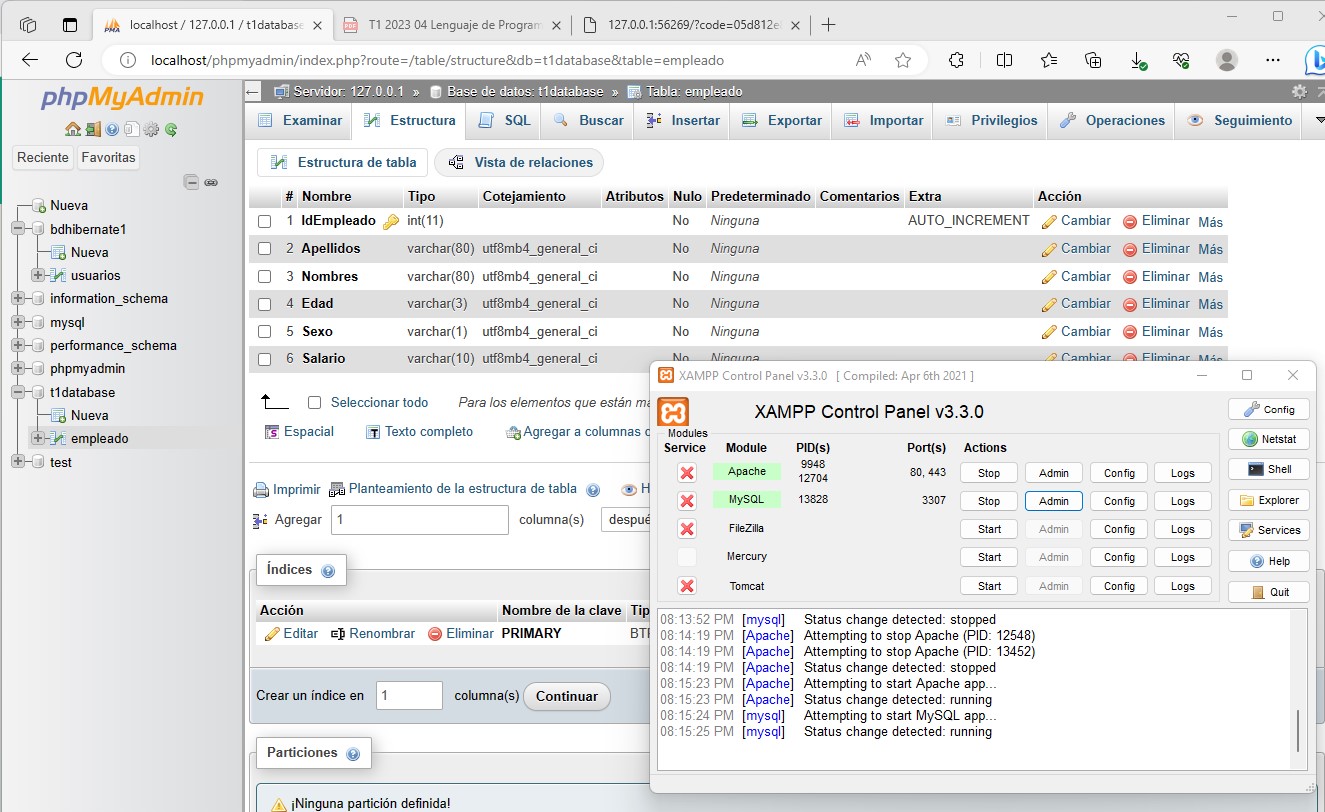 localhost / 127.0.0.1 / t1database
T1 2023 04 Lenguaje de Program
127.0.0.1:56269/?code=05d812e
localhost/phpmyadmin/index.php?route=/table/structure&db=t1database&table=empleado
phpMyAdmin
Reciente Favoritas
Nueva
bdhibernate1
Nueva
usuarios
information_schema
mysql
performance_schema
phpmyadmin
t1database
Nueva
empleado
test
Servidor: 127.0.0.1 » Base de datos: t1database » Tabla: empleado
Examinar Estructura SQL Buscar Insertar Exportar Importar Privilegios Operaciones Seguimiento
Estructura de tabla Vista de relaciones
# Nombre Tipo Cotejamiento Atributos Nulo Predeterminado Comentarios Extra Acción
1 IdEmpleado int(11) No Ninguna AUTO_INCREMENT Cambiar Eliminar Más
2 Apellidos varchar(80) utf8mb4_general_ci No Ninguna Cambiar Eliminar Más
3 Nombres varchar(80) utf8mb4_general_ci No Ninguna Cambiar Eliminar Más
4 Edad varchar(3) utf8mb4_general_ci No Ninguna Cambiar Eliminar Más
5 Sexo varchar(1) utf8mb4_general_ci No Ninguna Cambiar Eliminar Más
6 Salario varchar(10) utf8mb4_general_ci No Ninguna Cambiar Eliminar Más
Seleccionar todo Para los elementos que están ma
Espacial Texto completo Agregar a columnas c
Imprimir Planteamiento de la estructura de tabla H
Agregar 1 columna(s) despué
Índices
Acción Nombre de la clave Tip
Editar Renombrar Eliminar PRIMARY BT
Crear un índice en 1 columna(s) Continuar
Particiones
¡Ninguna partición definida!
XAMPP Control Panel v3.3.0 [ Compiled: Apr 6th 2021 ]
XAMPP Control Panel v3.3.0
Config
Netstat
Shell
Explorer
Services
Help
Quit
Modules
Service Module PID(s) Port(s) Actions
Apache 9948
12704 80, 443 Stop Admin Config Logs
MySQL 13828 3307 Stop Admin Config Logs
FileZilla Start Admin Config Logs
Mercury Start Admin Config Logs
Tomcat Start Admin Config Logs
08:13:52 PM [mysql] Status change detected: stopped
08:14:19 PM [Apache] Attempting to stop Apache (PID: 12548)
08:14:19 PM [Apache] Attempting to stop Apache (PID: 13452)
08:14:19 PM [Apache] Status change detected: stopped
08:15:23 PM [Apache] Attempting to start Apache app...
08:15:23 PM [Apache] Status change detected: running
08:15:24 PM [mysql] Attempting to start MySQL app...
08:15:25 PM [mysql] Status change detected: running